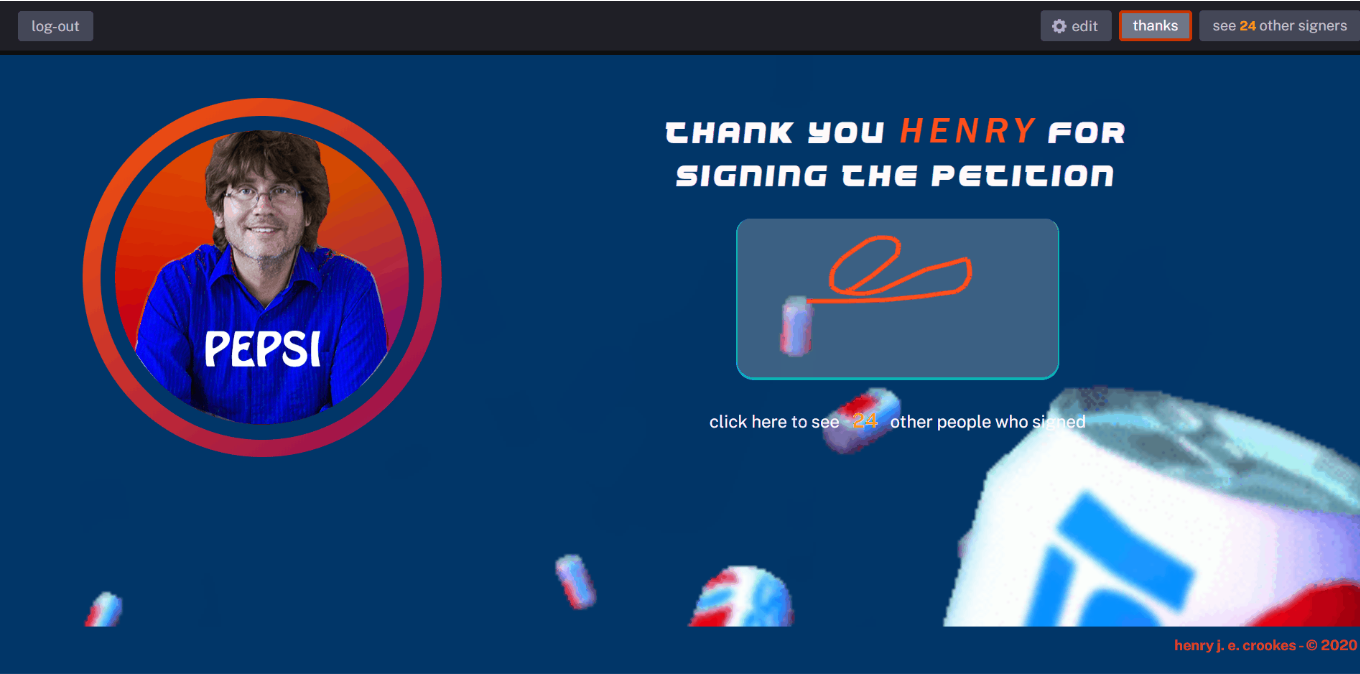 log-out
edit
thanks
see 24 other signers
THANK YOU HENRY FOR
SIGNING THE PETITION
PEPSI
click here to see 24 other people who signed
henry j. e. crookes - © 2020